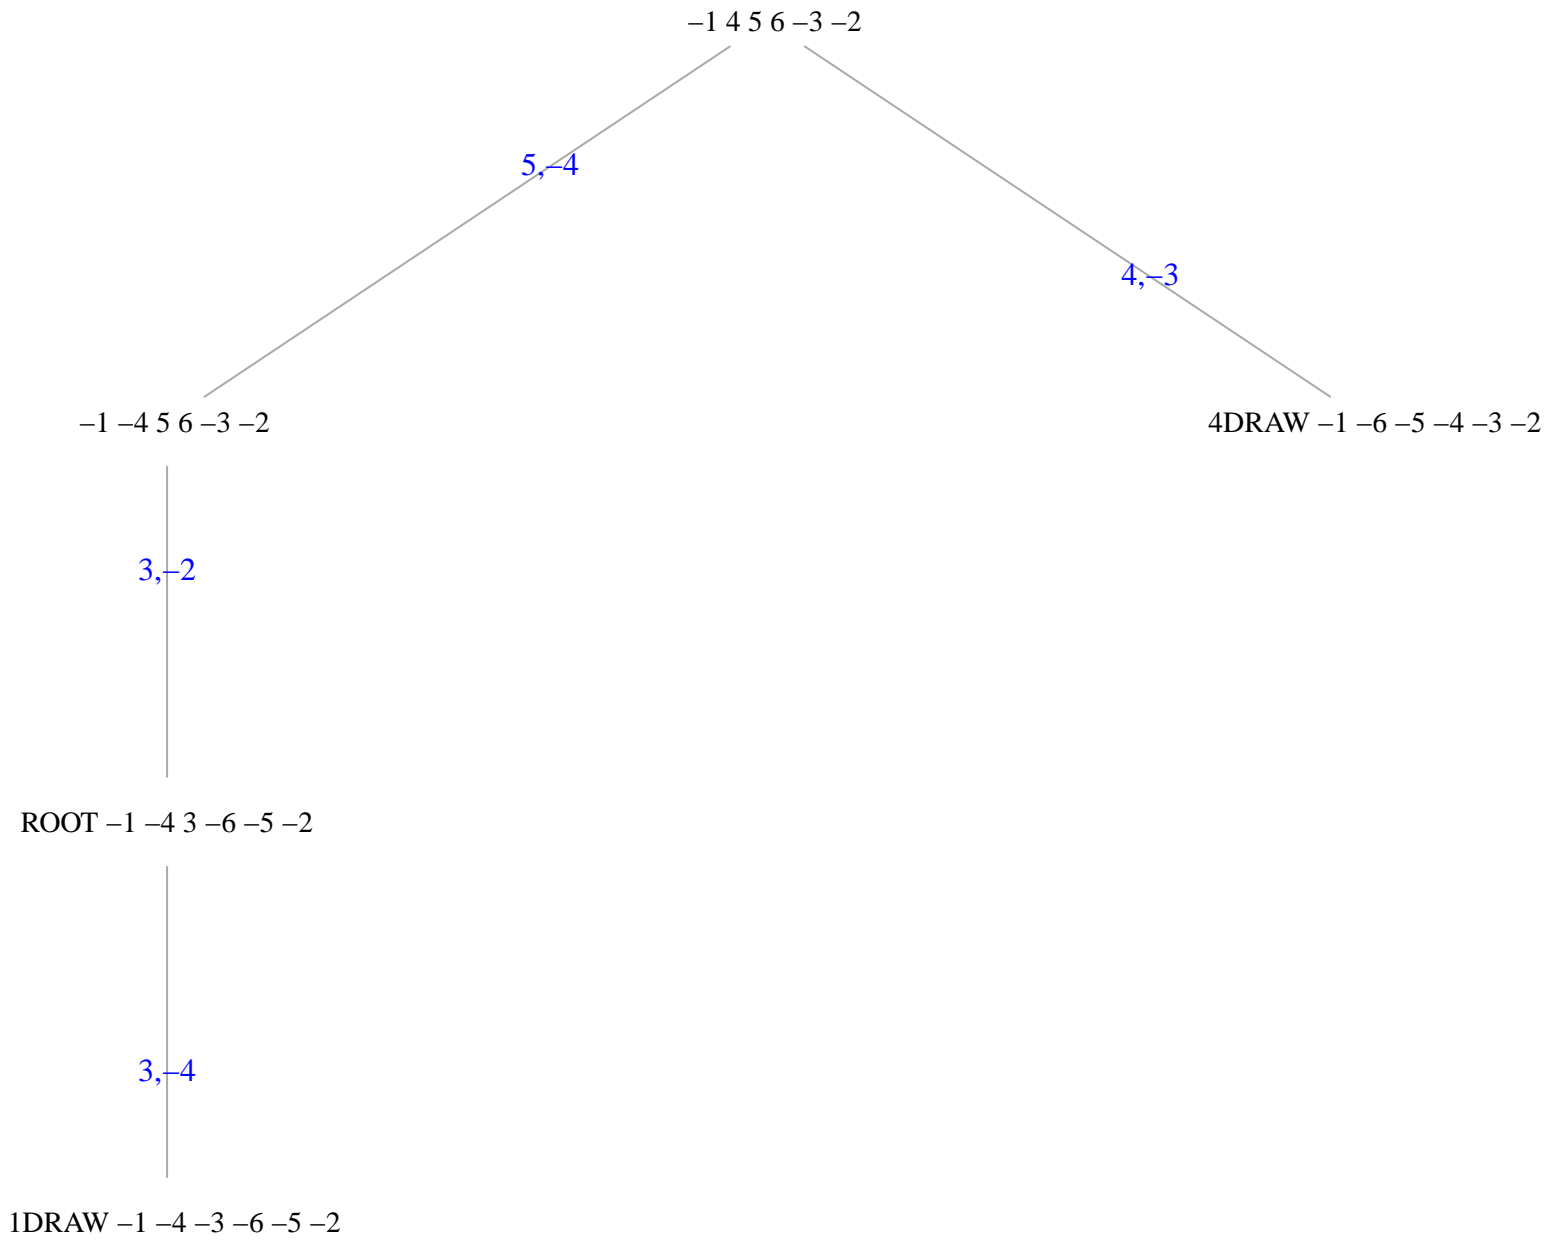 –1 4 5 6 –3 –2
5,–4
4,–3
–1 –4 5 6 –3 –2
4DRAW –1 –6 –5 –4 –3 –2
3,–2
ROOT –1 –4 3 –6 –5 –2
3,–4
1DRAW –1 –4 –3 –6 –5 –2